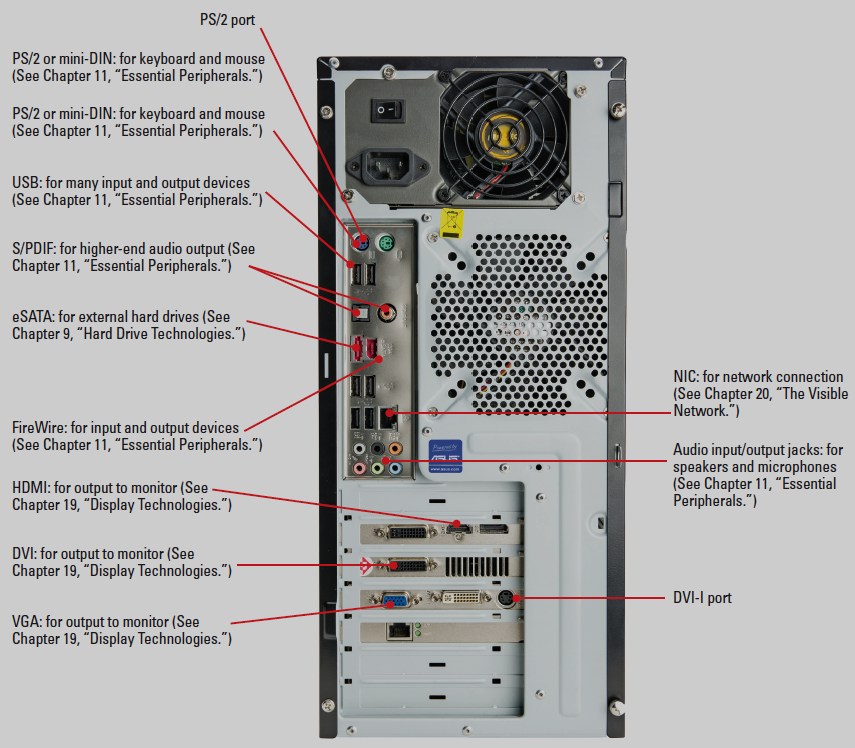 PS/2 port
PS/2 or mini-DIN: for keyboard and mouse
(See Chapter 11, “Essential Peripherals.”)
PS/2 or mini-DIN: for keyboard and mouse
(See Chapter 11, “Essential Peripherals.”)
USB: for many input and output devices
(See Chapter 11, “Essential Peripherals.”)
S/PDIF: for higher-end audio output (See
Chapter 11, “Essential Peripherals.”)
eSATA: for external hard drives (See
Chapter 9, “Hard Drive Technologies.”)
FireWire: for input and output devices
(See Chapter 11, “Essential Peripherals.”)
HDMI: for output to monitor (See
Chapter 19, “Display Technologies.”)
DVI: for output to monitor (See
Chapter 19, “Display Technologies.”)
VGA: for output to monitor (See
Chapter 19, “Display Technologies.”)
NIC: for network connection
(See Chapter 20, “The Visible
Network.”)
Audio input/output jacks: for
speakers and microphones
(See Chapter 11, “Essential
Peripherals.”)
DVI-I port
Powered by